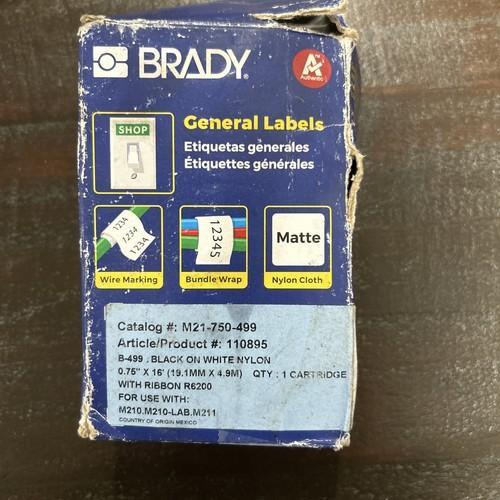 BRADY
Authentic
SHOP
General Labels
Etiquetas generales
Étiquettes générales
1234
1234
1234
12345
Matte
Wire Marking
Bundle Wrap
Nylon Cloth
Catalog #: M21-750-499
Article/Product #: 110895
B-499 . BLACK ON WHITE NYLON
0.75" X 16' (19.1MM X 4.9M) QTY : 1 CARTRIDGE
WITH RIBBON R6200
FOR USE WITH:
M210.M210-LAB.M211
COUNTRY OF ORIGIN MEXICO